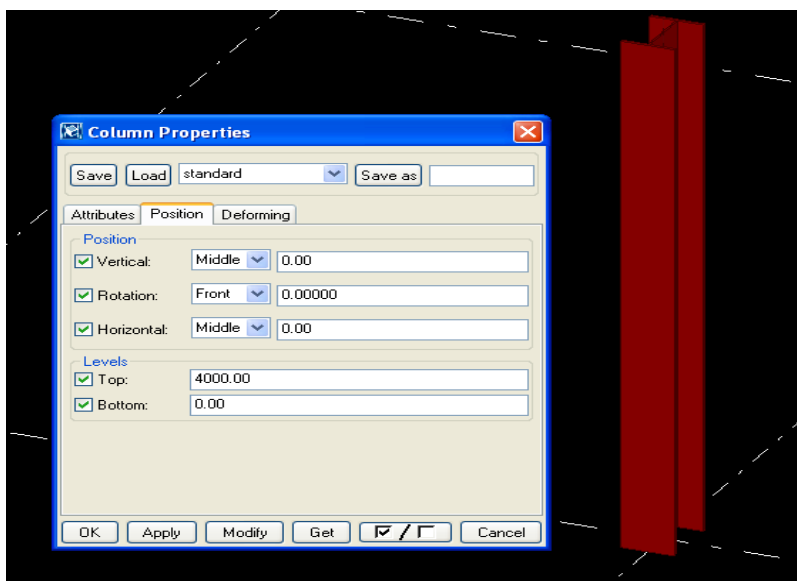 Column Properties
Save Load standard Save as
Attributes Position Deforming
Position
Vertical: Middle 0.00
Rotation: Front 0.00000
Horizontal: Middle 0.00
Levels
Top: 4000.00
Bottom: 0.00
OK Apply Modify Get / Cancel